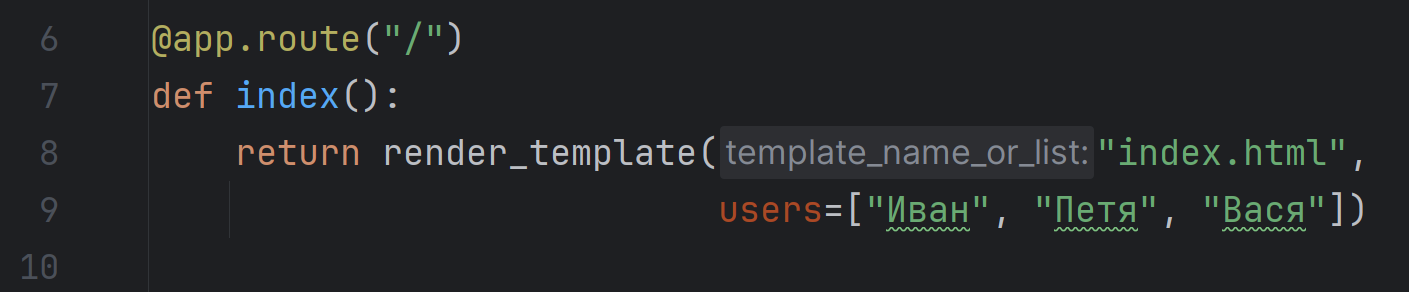 6 @app.route("/")
7 def index():
8 return render_template(template_name_or_list: "index.html",
9 users=["Иван", "Петя", "Вася"])
10